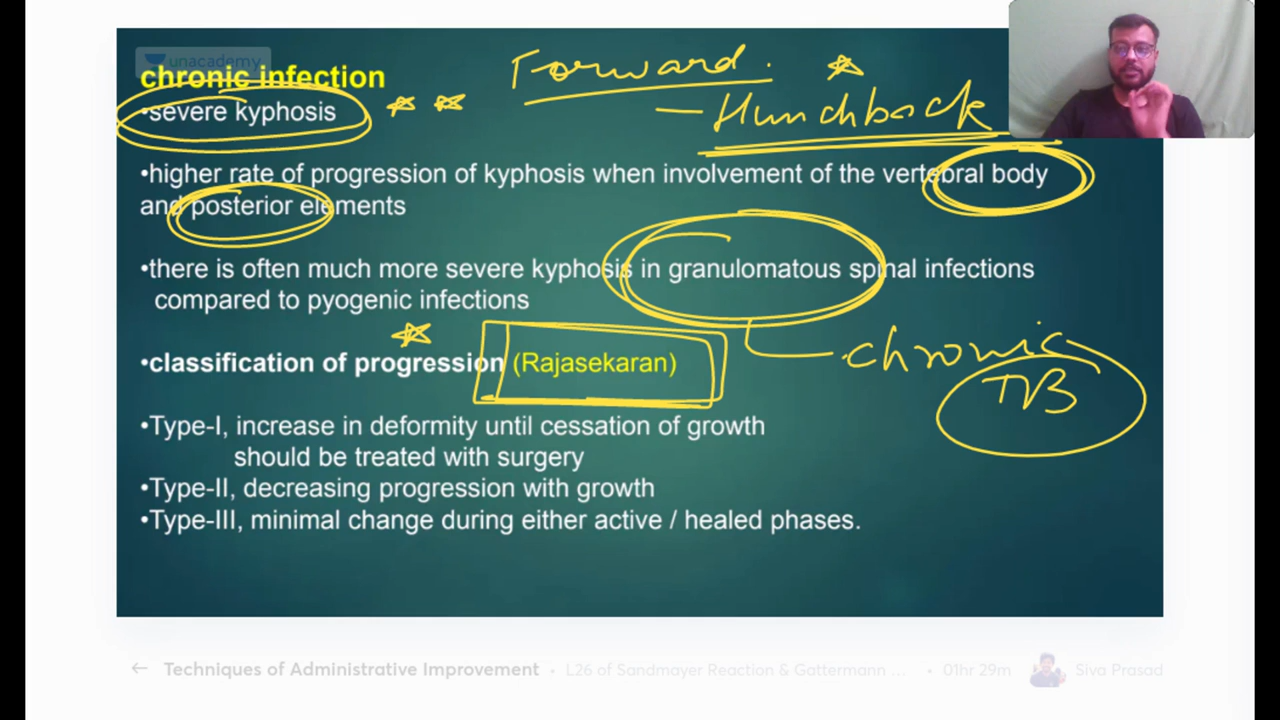 unacademy
chronic infection
•severe kyphosis
Forward.
– Hunchback
•higher rate of progression of kyphosis when involvement of the vertebral body
and posterior elements
•there is often much more severe kyphosis in granulomatous spinal infections
compared to pyogenic infections
chronic
TB
•classification of progression (Rajasekaran)
•Type-I, increase in deformity until cessation of growth
should be treated with surgery
•Type-II, decreasing progression with growth
•Type-III, minimal change during either active / healed phases.
← Techniques of Administrative Improvement • L26 of Sandmayer Reaction & Gattermann ... • 01hr 29m Siva Prasad